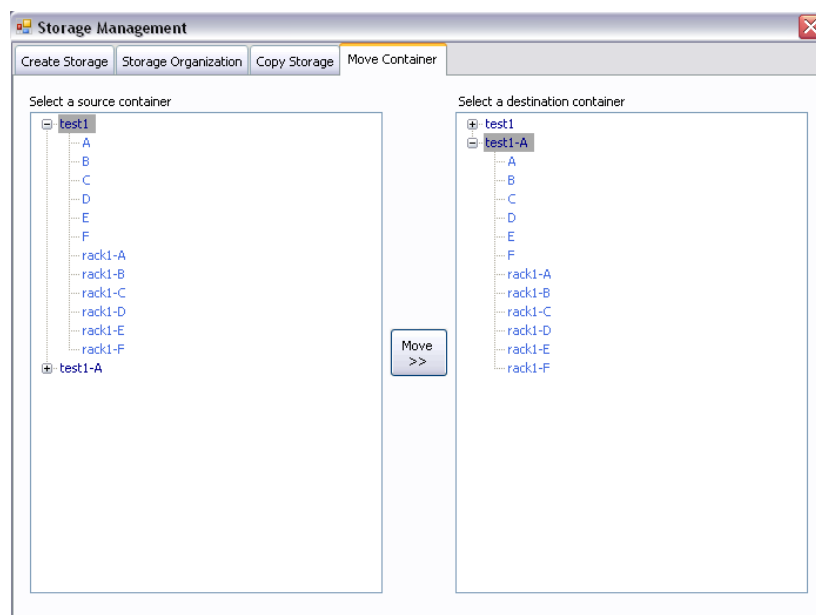 Storage Management
Create Storage
Storage Organization
Copy Storage
Move Container
Select a source container
test1
A
B
C
D
E
F
rack1-A
rack1-B
rack1-C
rack1-D
rack1-E
rack1-F
test1-A
Move
>>
Select a destination container
test1
test1-A
A
B
C
D
E
F
rack1-A
rack1-B
rack1-C
rack1-D
rack1-E
rack1-F